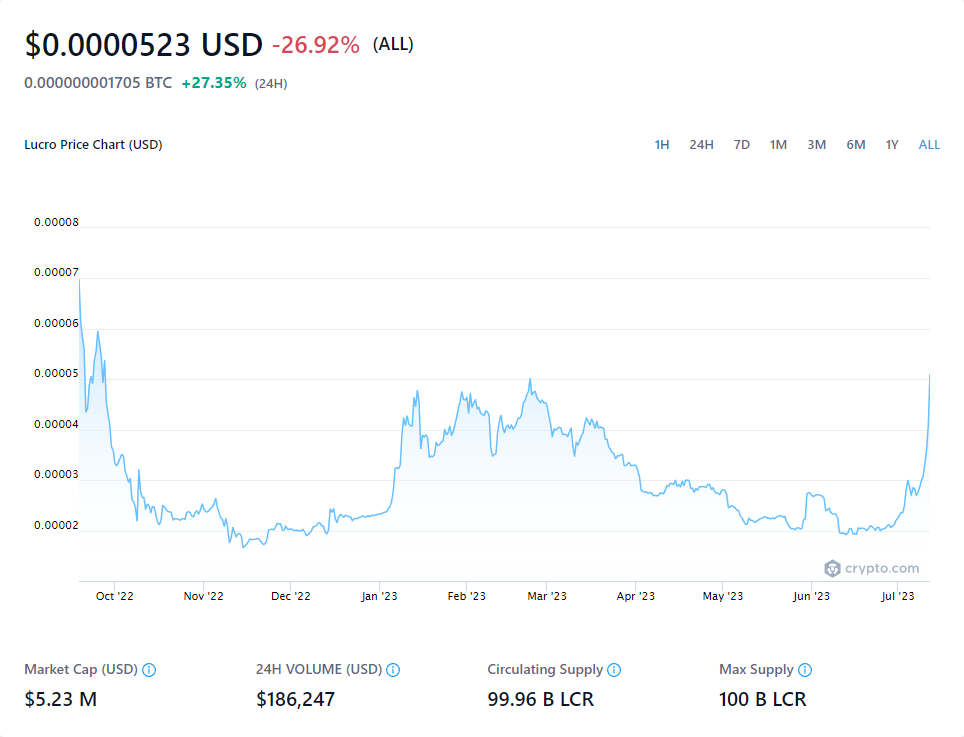 $0.0000523 USD -26.92% (ALL)
0.000000001705 BTC +27.35% (24H)
Lucro Price Chart (USD) 1H 24H 7D 1M 3M 6M 1Y ALL
0.00008
0.00007
0.00006
0.00005
0.00004
0.00003
0.00002
crypto.com
Oct '22 Nov '22 Dec '22 Jan '23 Feb '23 Mar '23 Apr '23 May '23 Jun '23 Jul '23
Market Cap (USD) 24H VOLUME (USD) Circulating Supply Max Supply
$5.23 M $186,247 99.96 B LCR 100 B LCR